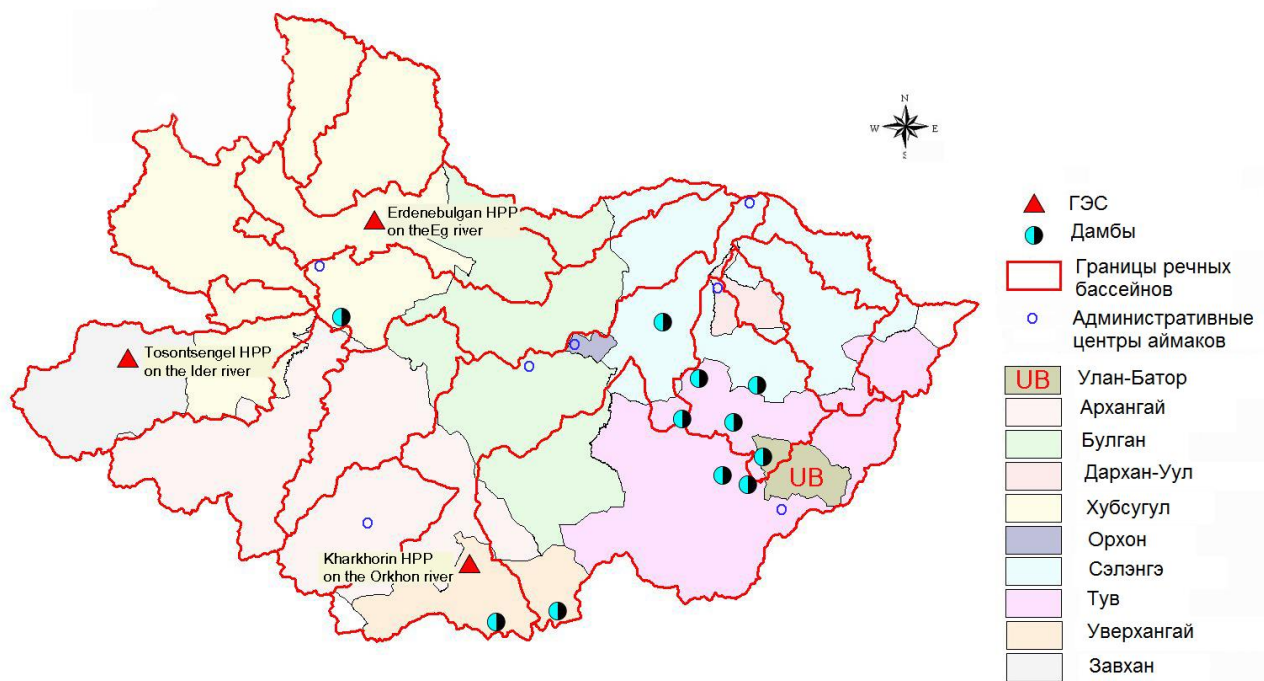 N
W
E
S
Erdenebulgan HPP
on theEg river
Tosontsengel HPP
on the Ider river
UB
Kharkhorin HPP
on the Orkhon river
ГЭС
Дамбы
Границы речных
бассейнов
Административные
центры аймаков
UB
Улан-Батор
Архангай
Булган
Дархан-Уул
Хубсугул
Орхон
Сэлэнгэ
Тув
Уверхангай
Завхан